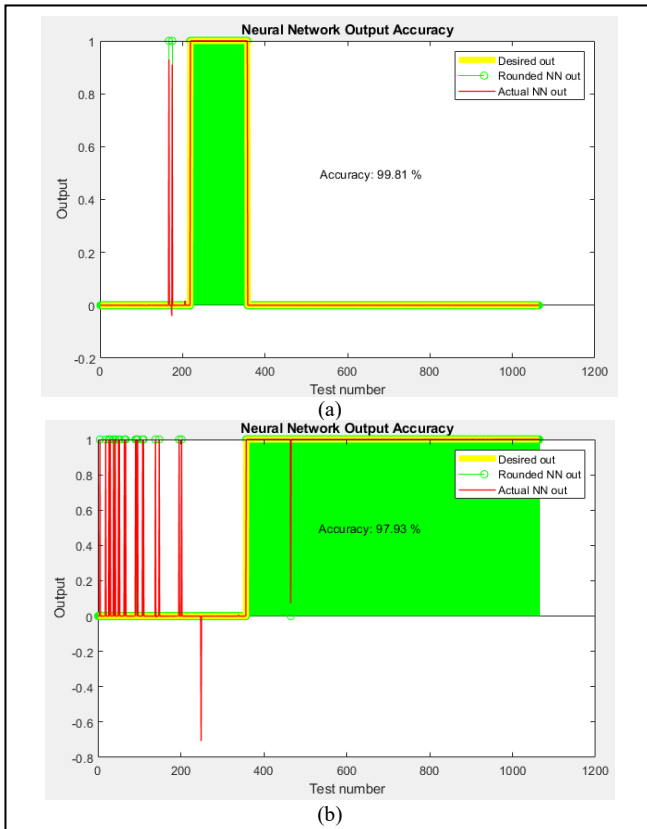 Neural Network Output Accuracy
1
0.8
0.6
0.4
0.2
0
-0.2
Output
Desired out
Rounded NN out
Actual NN out
Accuracy: 99.81 %
0 200 400 600 800 1000 1200
Test number
(a)
Neural Network Output Accuracy
1
0.8
0.6
0.4
0.2
0
-0.2
-0.4
-0.6
-0.8
Output
Desired out
Rounded NN out
Actual NN out
Accuracy: 97.93 %
0 200 400 600 800 1000 1200
Test number
(b)